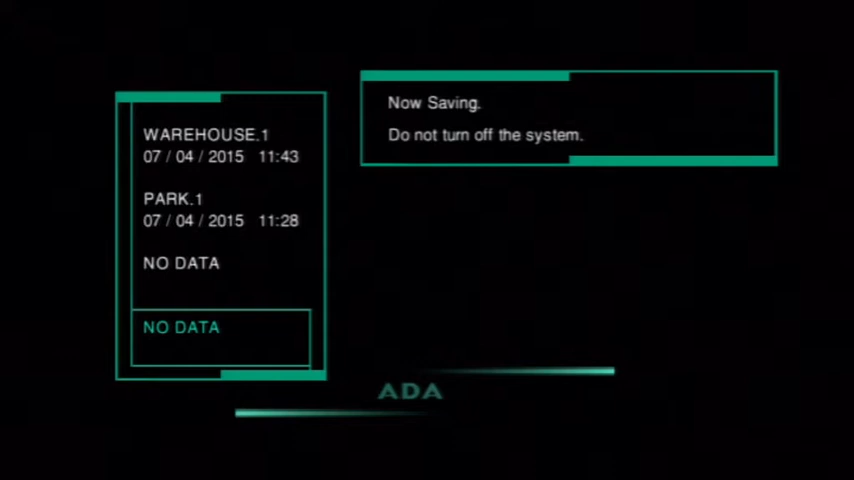 WAREHOUSE.1
07 / 04 / 2015 11:43
PARK.1
07 / 04 / 2015 11:28
NO DATA
NO DATA
Now Saving.
Do not turn off the system.
ADA